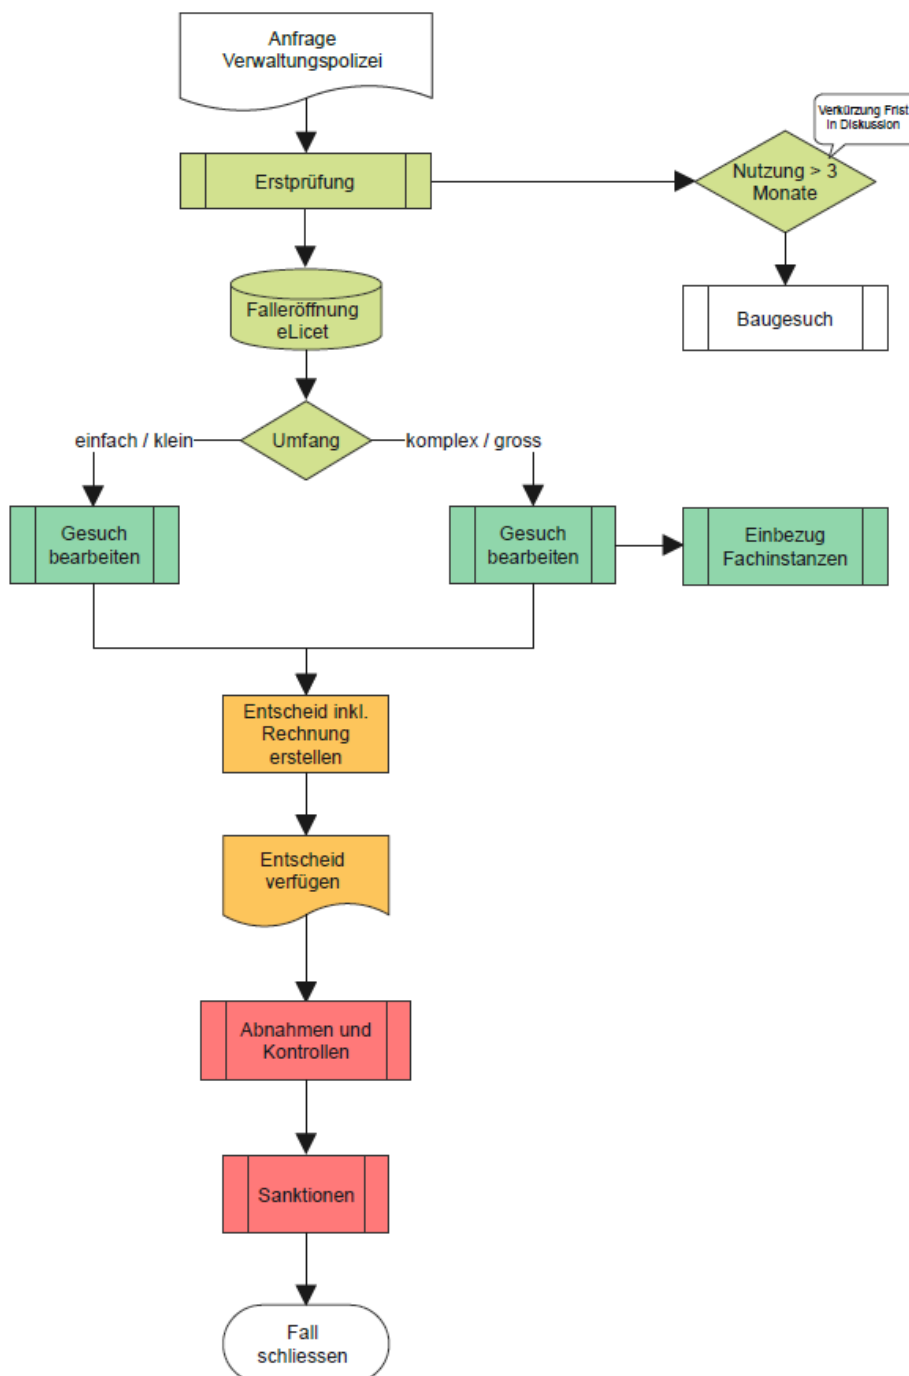 Anfrage
Verwaltungspolizei
Verkürzung Frist
in Diskussion
Erstprüfung
Nutzung > 3
Monate
Falleröffnung
eLicet
Baugesuch
einfach / klein
Umfang
komplex / gross
Gesuch
bearbeiten
Gesuch
bearbeiten
Einbezug
Fachinstanzen
Entscheid inkl.
Rechnung
erstellen
Entscheid
verfügen
Abnahmen und
Kontrollen
Sanktionen
Fall
schliessen